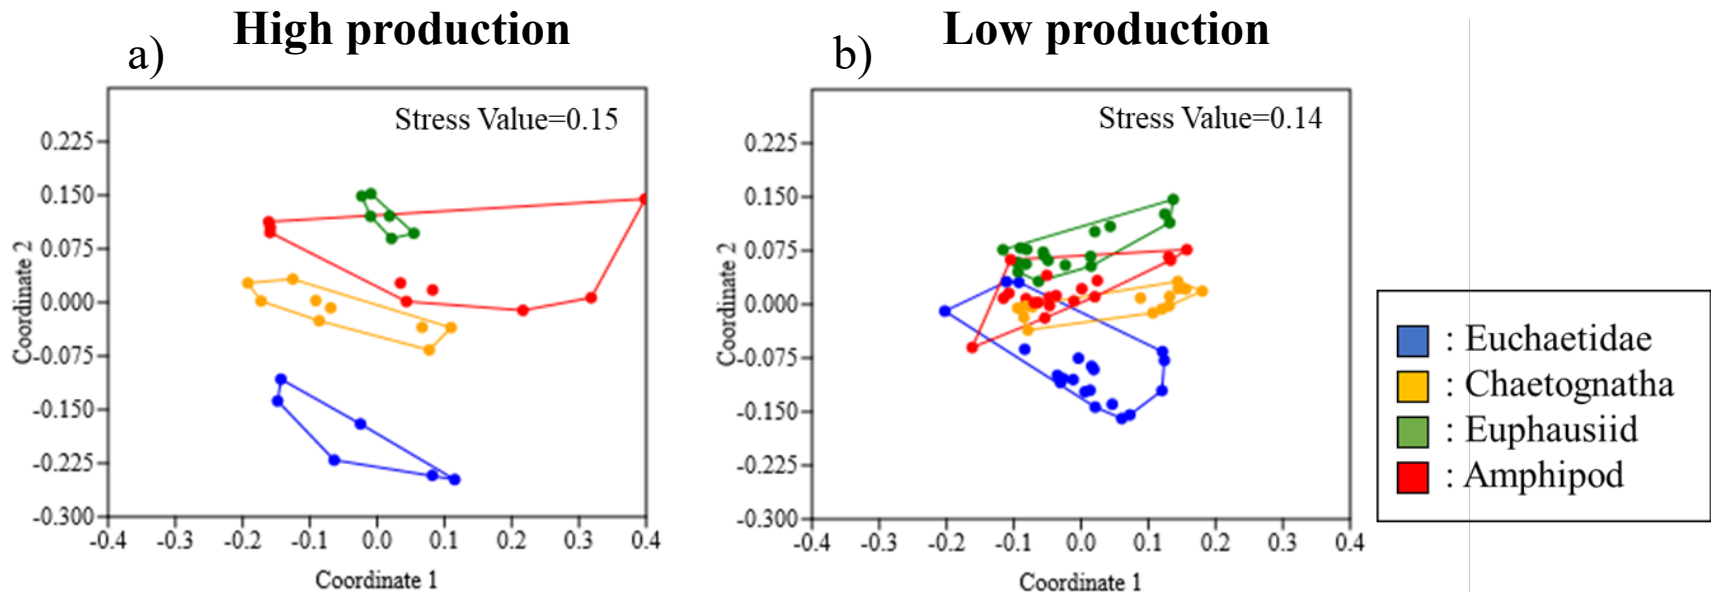 High production
a)
Stress Value=0.15
0.225
0.150
0.075
0.000
-0.075
-0.150
-0.225
-0.300
Coordinate 2
-0.4 -0.3 -0.2 -0.1 0.0 0.1 0.2 0.3 0.4
Coordinate 1
Low production
b)
Stress Value=0.14
0.225
0.150
0.075
0.000
-0.075
-0.150
-0.225
-0.300
Coordinate 2
-0.4 -0.3 -0.2 -0.1 0.0 0.1 0.2 0.3 0.4
Coordinate 1
: Euchaetidae
: Chaetognatha
: Euphausiid
: Amphipod